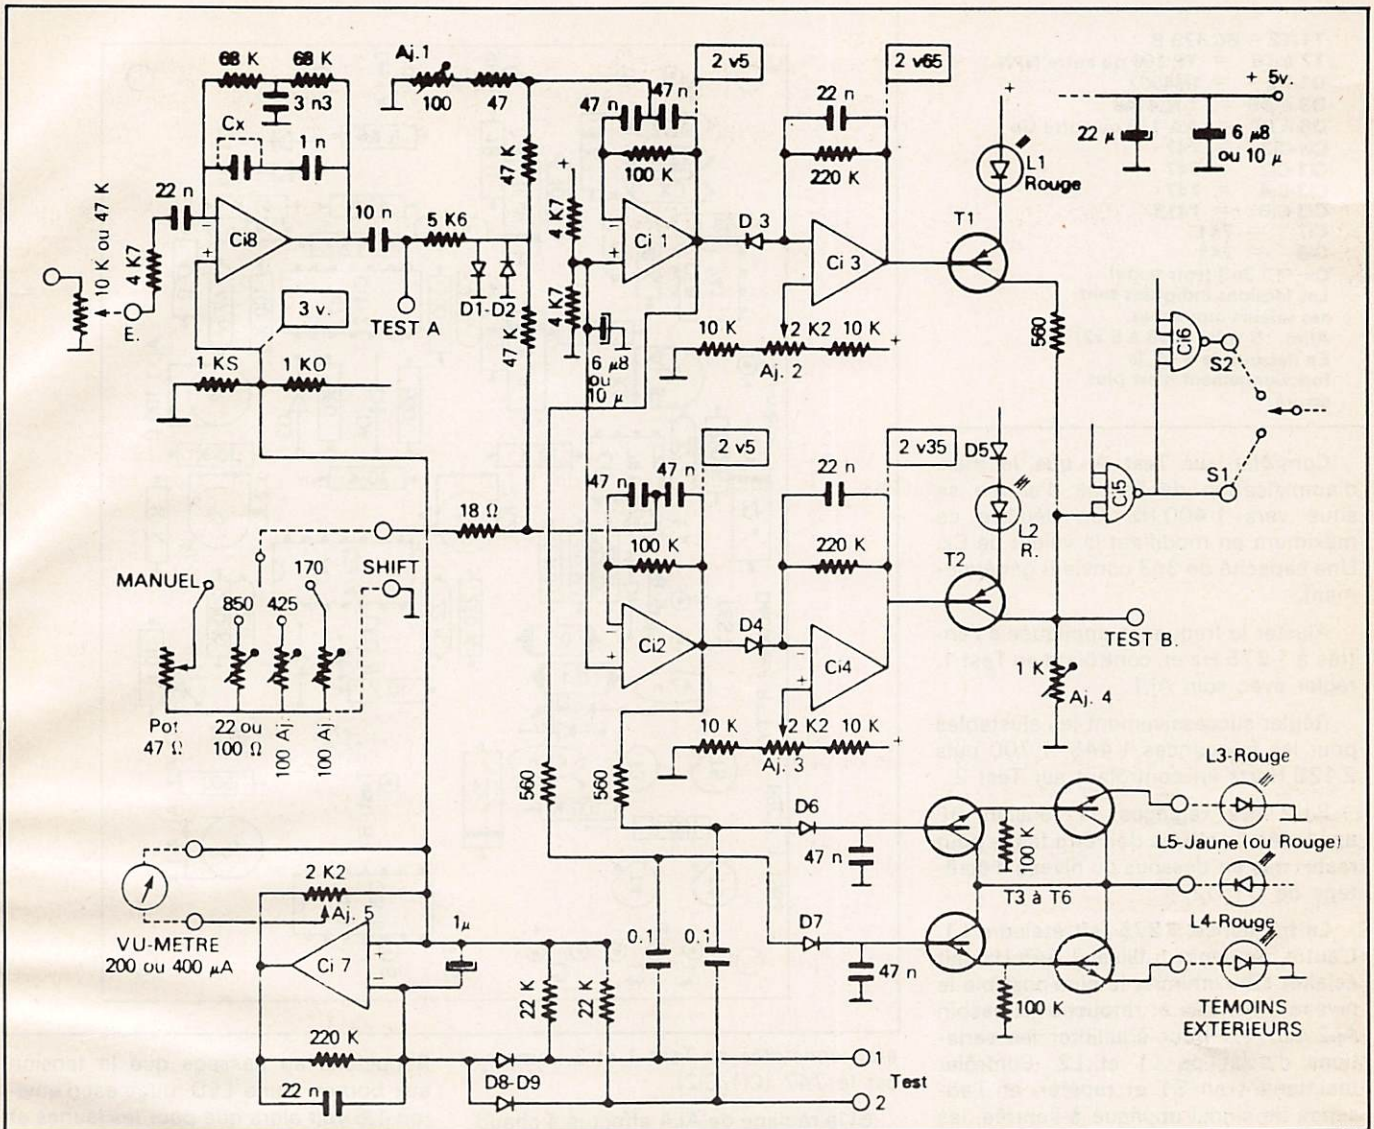 68 K
68 K
3 n3
Cx
1 n
22 n
10 K ou 47 K
4 K7
E.
Ci8
−
+
10 n
5 K6
TEST A
D1-D2
3 v.
1 KS
1 KO
Aj.1
100
47
47 K
47 K
2 v5
47 n
47 n
100 K
+
4 K7
4 K7
Ci 1
−
+
6 µ8
ou
10 µ
D 3
2 v65
22 n
220 K
Ci 3
−
+
10 K
2 K2
10 K
+
Aj. 2
+
L1
Rouge
T1
+ 5v.
22 µ
6 µ8
ou 10 µ
560
Ci6
S2
S1
Ci5
D5
L2
R.
T2
TEST B
1 K
Aj. 4
2 v5
47 n
47 n
100 K
Ci2
−
+
D4
2 v35
22 n
220 K
Ci4
−
+
10 K
2 K2
10 K
+
Aj. 3
18 Ω
SHIFT
MANUEL
850
425
170
Pot
47 Ω
22 ou
100 Ω
100 Aj.
100 Aj.
560
560
D6
47 n
100 K
T3 à T6
D7
47 n
100 K
L3-Rouge
L5-Jaune (ou Rouge)
L4-Rouge
TEMOINS
EXTERIEURS
VU-METRE
200 ou 400 µA
2 K2
Aj. 5
Ci 7
+
−
1µ
22 K
22 K
0.1
0.1
220 K
22 n
D8-D9
1
Test
2